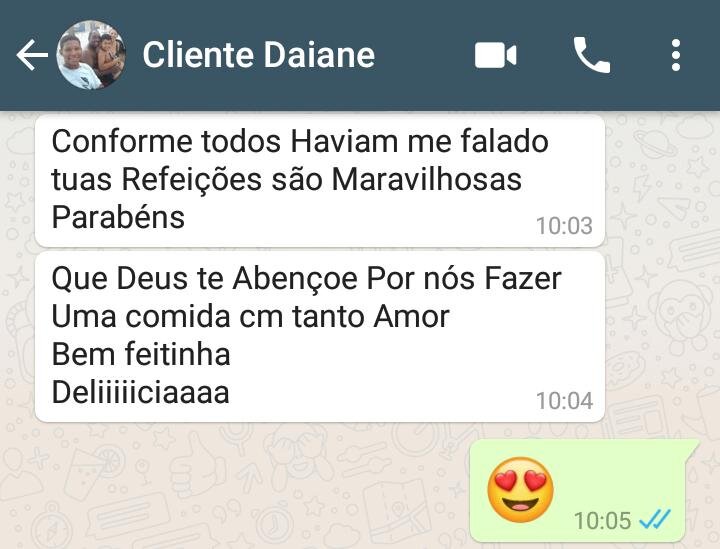 Cliente Daiane
Conforme todos Haviam me falado
tuas Refeições são Maravilhosas
Parabéns
10:03
Que Deus te Abençoe Por nós Fazer
Uma comida cm tanto Amor
Bem feitinha
Deliiiiiciaaaa
10:04
😍
10:05